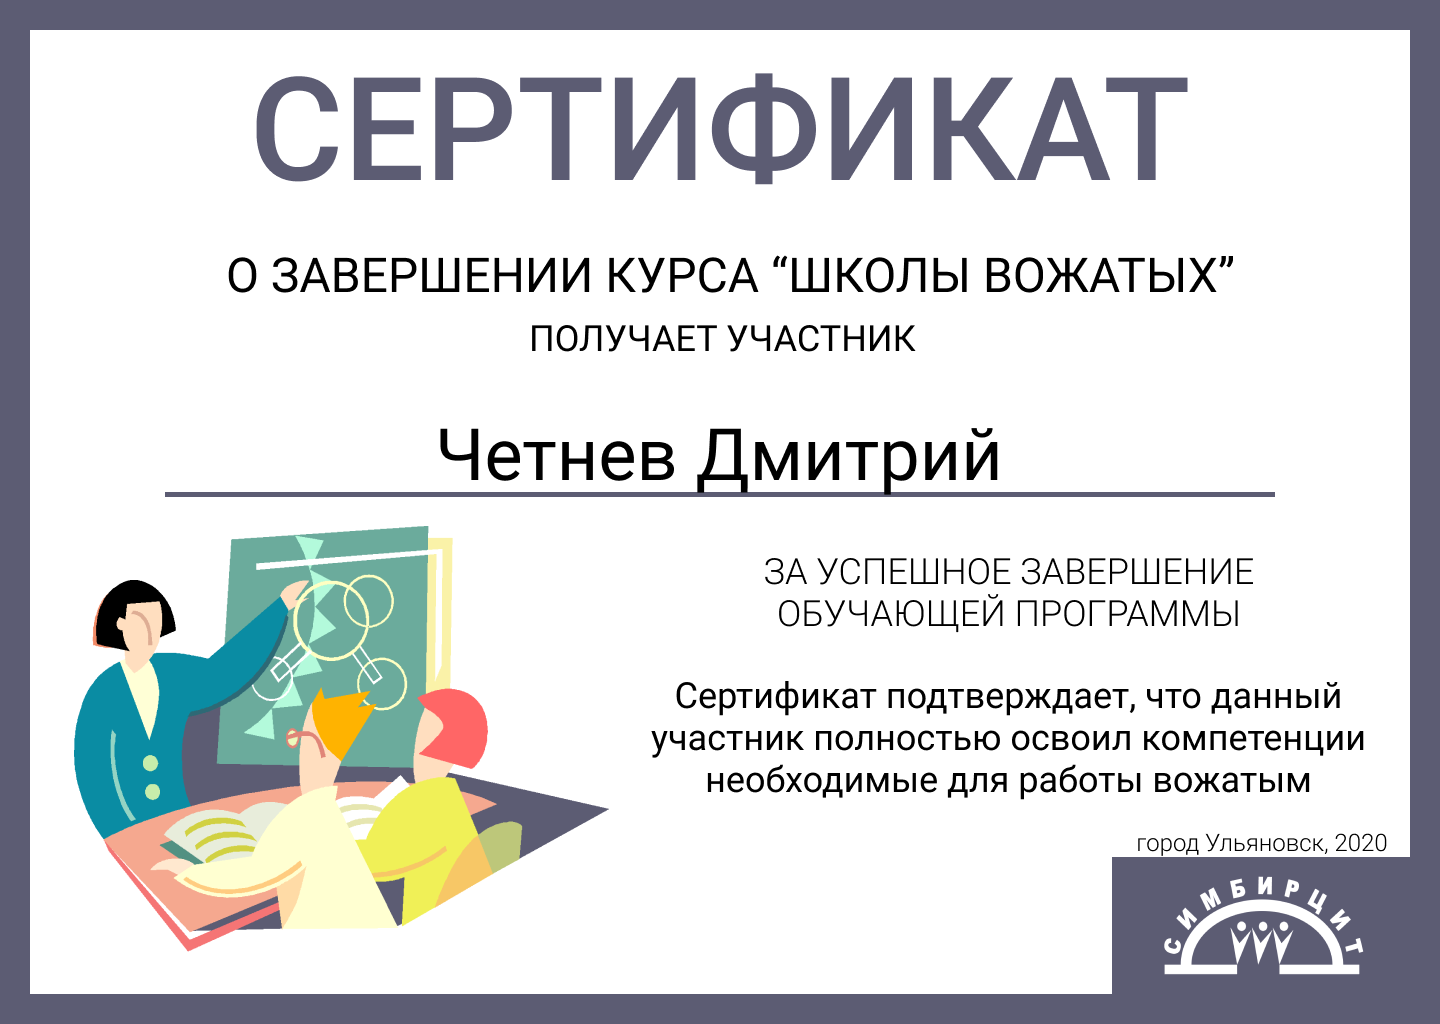 СЕРТИФИКАТ
О ЗАВЕРШЕНИИ КУРСА “ШКОЛЫ ВОЖАТЫХ”
ПОЛУЧАЕТ УЧАСТНИК
Четнев Дмитрий
ЗА УСПЕШНОЕ ЗАВЕРШЕНИЕ
ОБУЧАЮЩЕЙ ПРОГРАММЫ
Сертификат подтверждает, что данный
участник полностью освоил компетенции
необходимые для работы вожатым
город Ульяновск, 2020
СИМБИРЦИТ